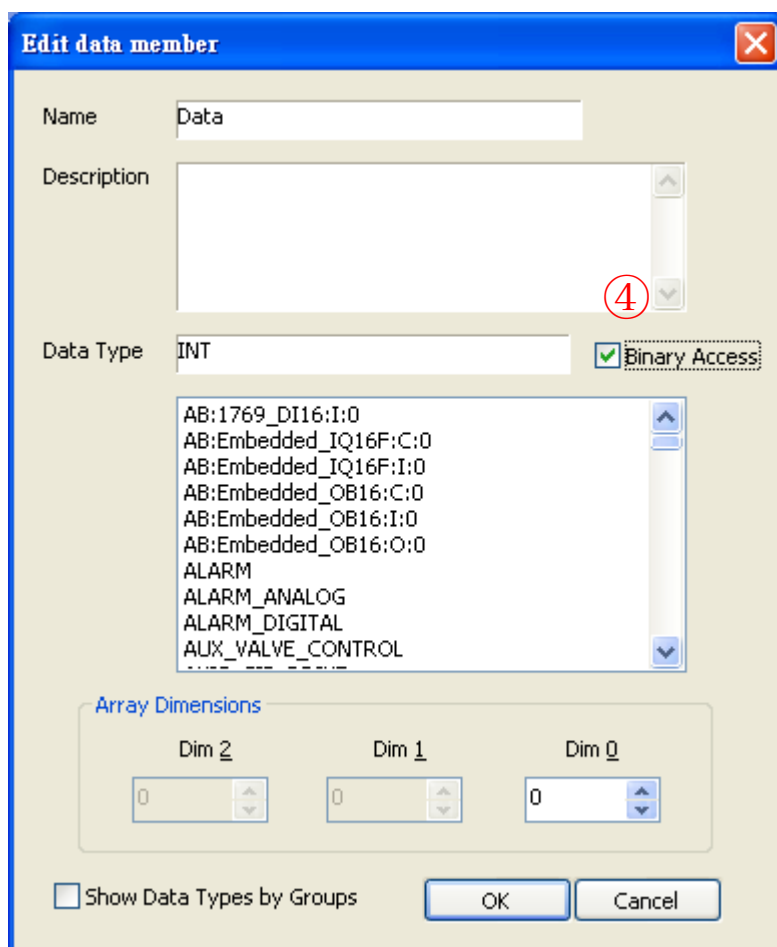 Edit data member
Name
Data
Description
④
Data Type
INT
Binary Access
AB:1769_DI16:I:0
AB:Embedded_IQ16F:C:0
AB:Embedded_IQ16F:I:0
AB:Embedded_OB16:C:0
AB:Embedded_OB16:I:0
AB:Embedded_OB16:O:0
ALARM
ALARM_ANALOG
ALARM_DIGITAL
AUX_VALVE_CONTROL
Array Dimensions
Dim 2 Dim 1 Dim 0
0 0 0
Show Data Types by Groups
OK
Cancel